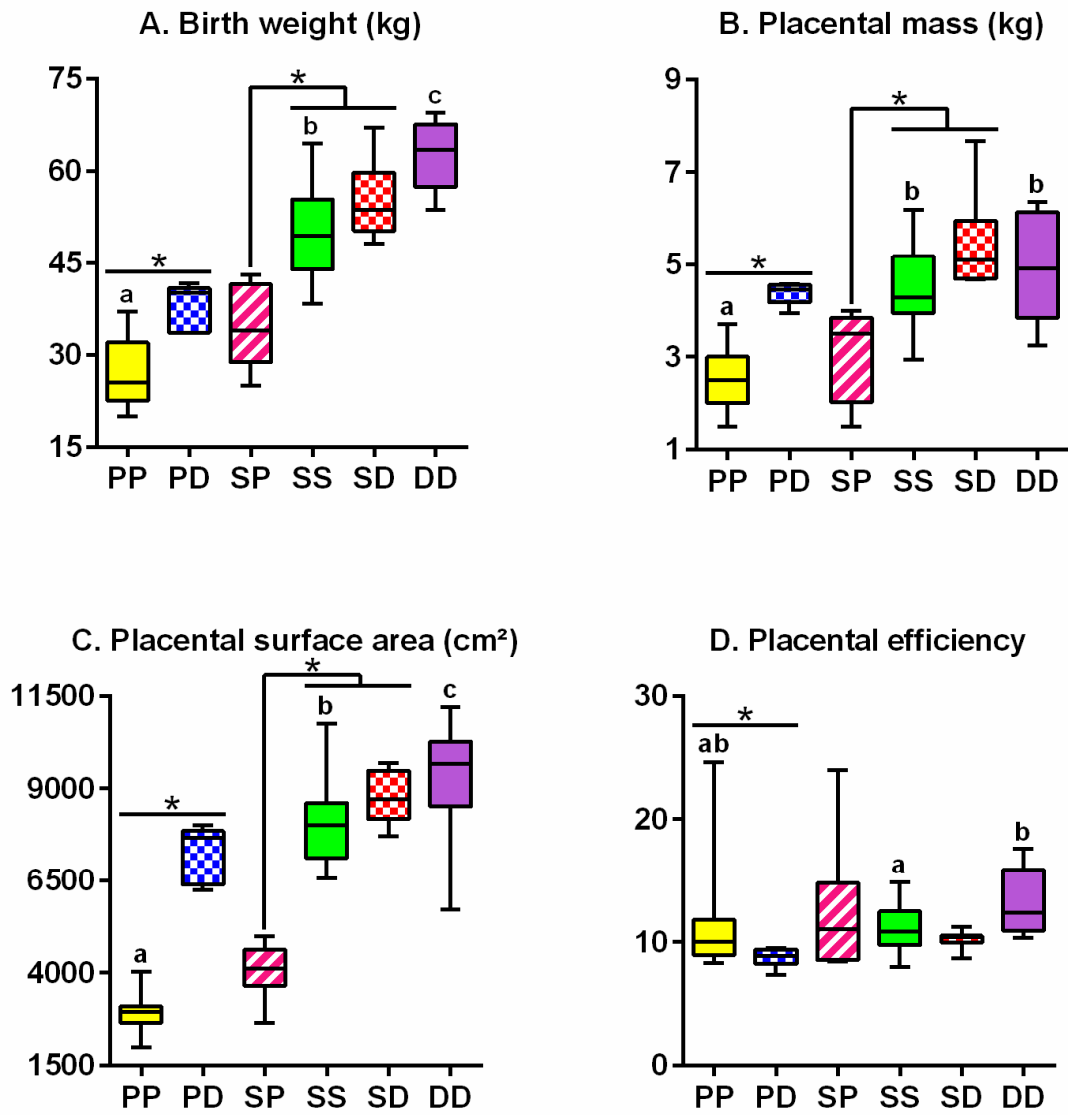 A. Birth weight (kg)
75
60
45
30
15
*
a
*
b
c
PP PD SP SS SD DD
B. Placental mass (kg)
9
7
5
3
1
*
a
*
b
b
PP PD SP SS SD DD
C. Placental surface area (cm²)
11500
9000
6500
4000
1500
*
a
*
b
c
PP PD SP SS SD DD
D. Placental efficiency
30
20
10
0
*
ab
a
b
PP PD SP SS SD DD